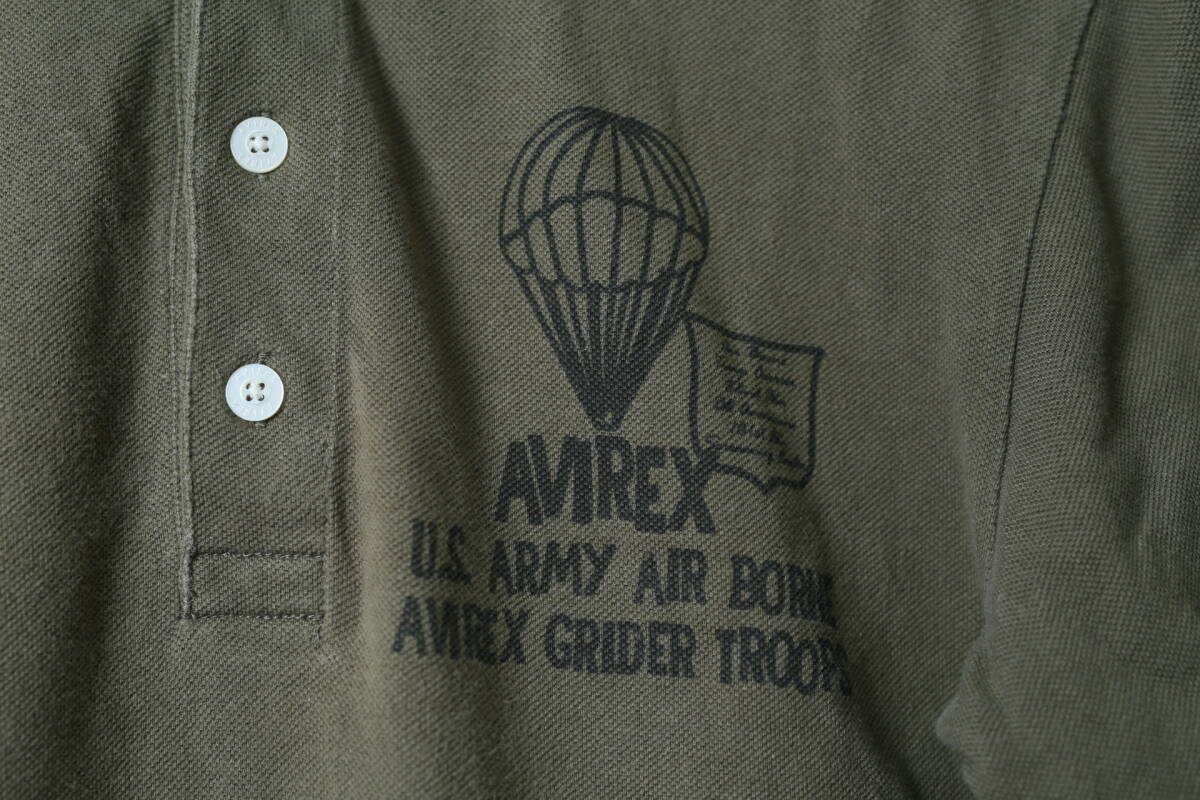 AVIREX
U.S. ARMY AIR BORNE
AVIREX GRIDER TROOPS